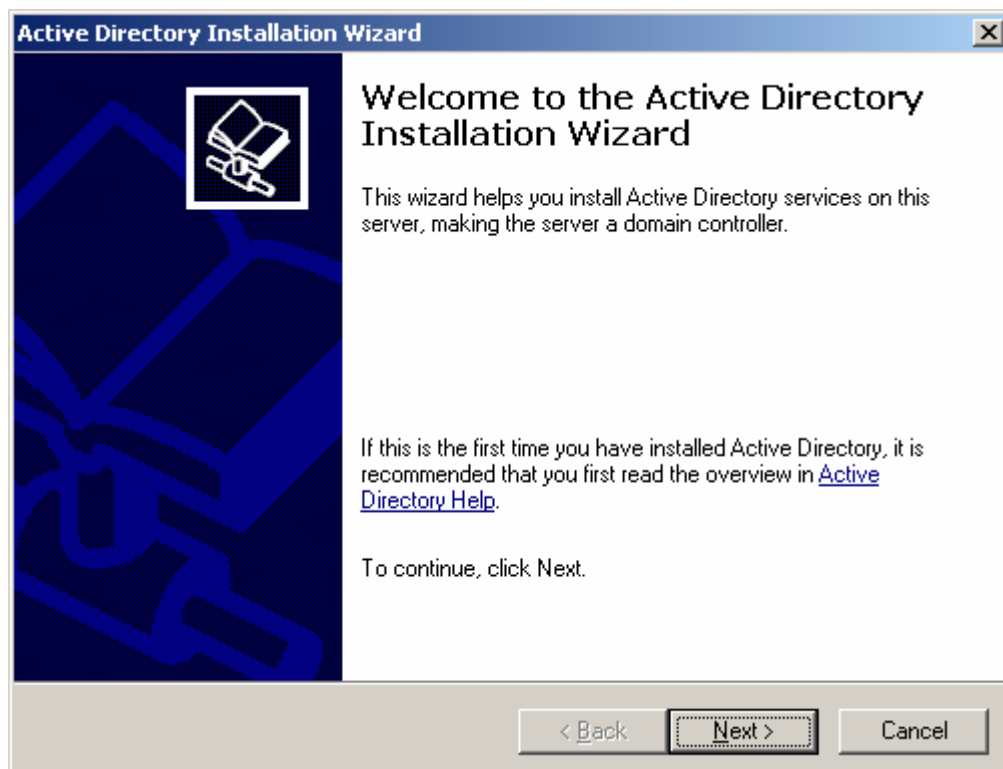 Active Directory Installation Wizard
Welcome to the Active Directory
Installation Wizard
This wizard helps you install Active Directory services on this
server, making the server a domain controller.
If this is the first time you have installed Active Directory, it is
recommended that you first read the overview in Active
Directory Help.
To continue, click Next.
< Back Next > Cancel